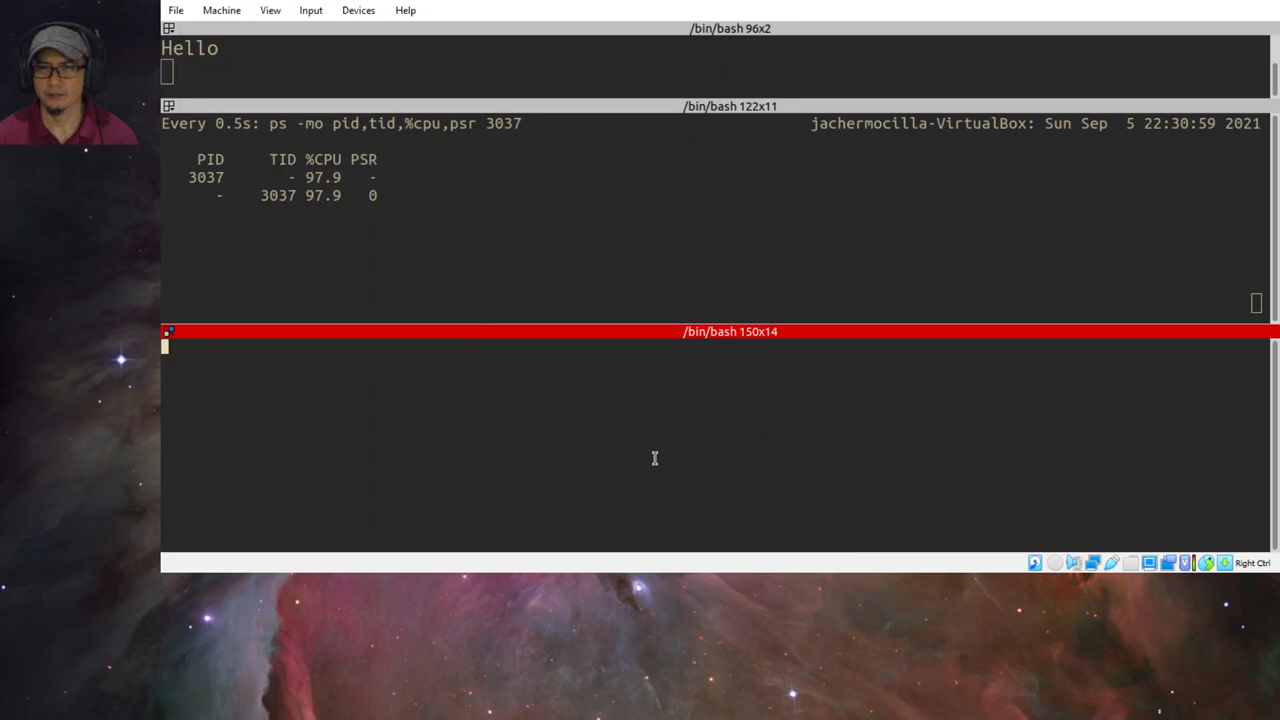 File Machine View Input Devices Help
/bin/bash 96x2
Hello
/bin/bash 122x11
Every 0.5s: ps -mo pid,tid,%cpu,psr 3037 jachermocilla-VirtualBox: Sun Sep  5 22:30:59 2021
PID TID %CPU PSR
3037 - 97.9 -
- 3037 97.9 0
/bin/bash 150x14
Right Ctrl